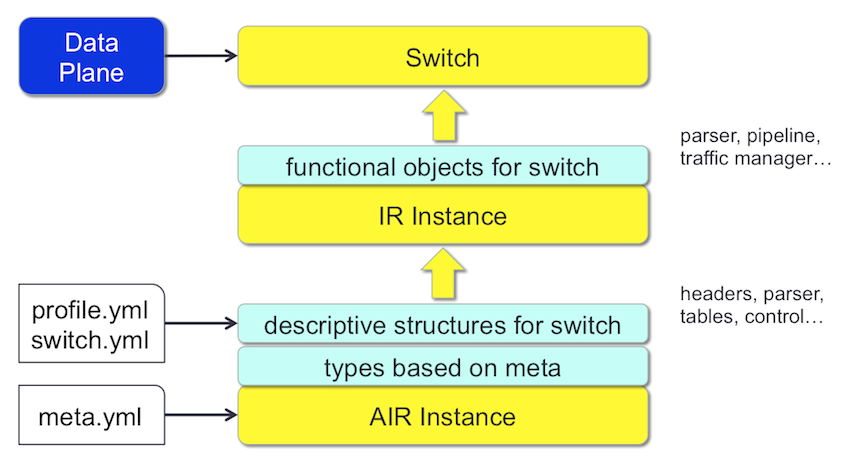 Data
Plane
Switch
parser, pipeline,
traffic manager…
functional objects for switch
IR Instance
headers, parser,
tables, control…
profile.yml
switch.yml
descriptive structures for switch
types based on meta
meta.yml
AIR Instance